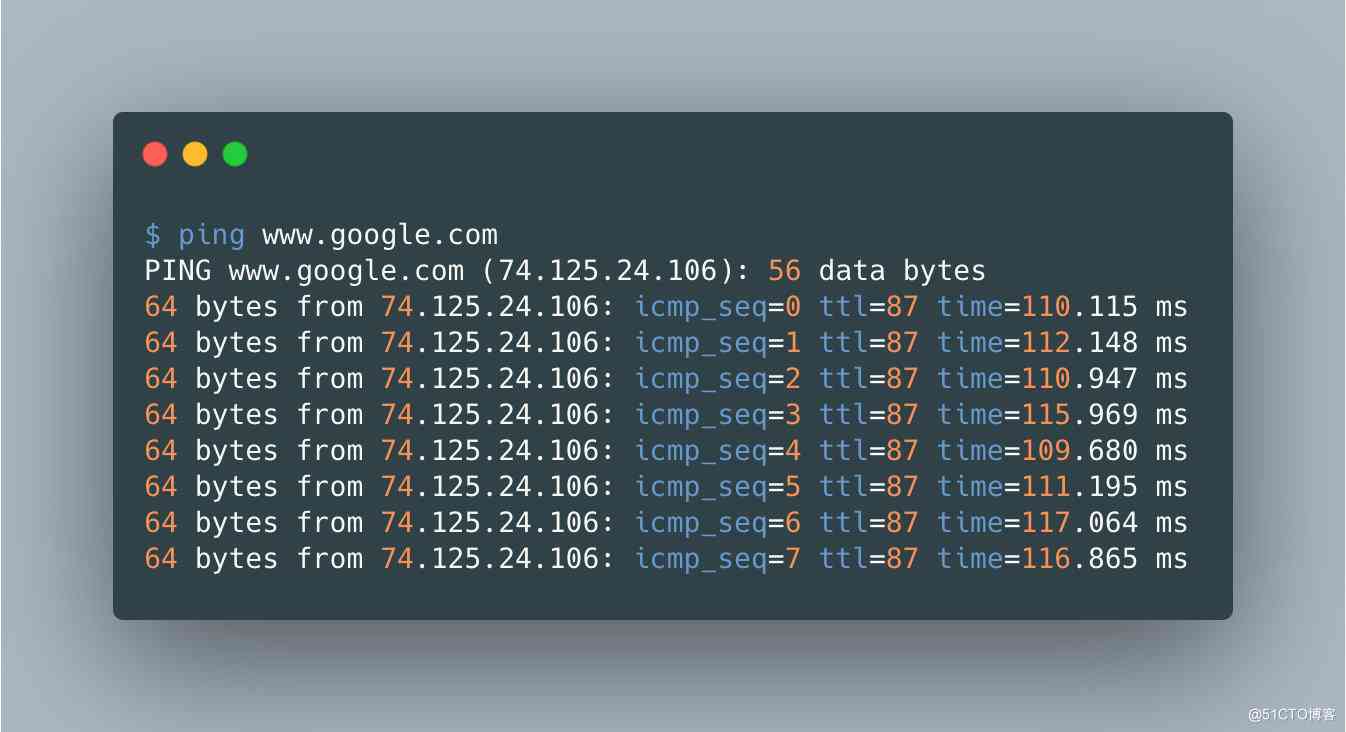 $ ping www.google.com
PING www.google.com (74.125.24.106): 56 data bytes
64 bytes from 74.125.24.106: icmp_seq=0 ttl=87 time=110.115 ms
64 bytes from 74.125.24.106: icmp_seq=1 ttl=87 time=112.148 ms
64 bytes from 74.125.24.106: icmp_seq=2 ttl=87 time=110.947 ms
64 bytes from 74.125.24.106: icmp_seq=3 ttl=87 time=115.969 ms
64 bytes from 74.125.24.106: icmp_seq=4 ttl=87 time=109.680 ms
64 bytes from 74.125.24.106: icmp_seq=5 ttl=87 time=111.195 ms
64 bytes from 74.125.24.106: icmp_seq=6 ttl=87 time=117.064 ms
64 bytes from 74.125.24.106: icmp_seq=7 ttl=87 time=116.865 ms
@51CTO博客